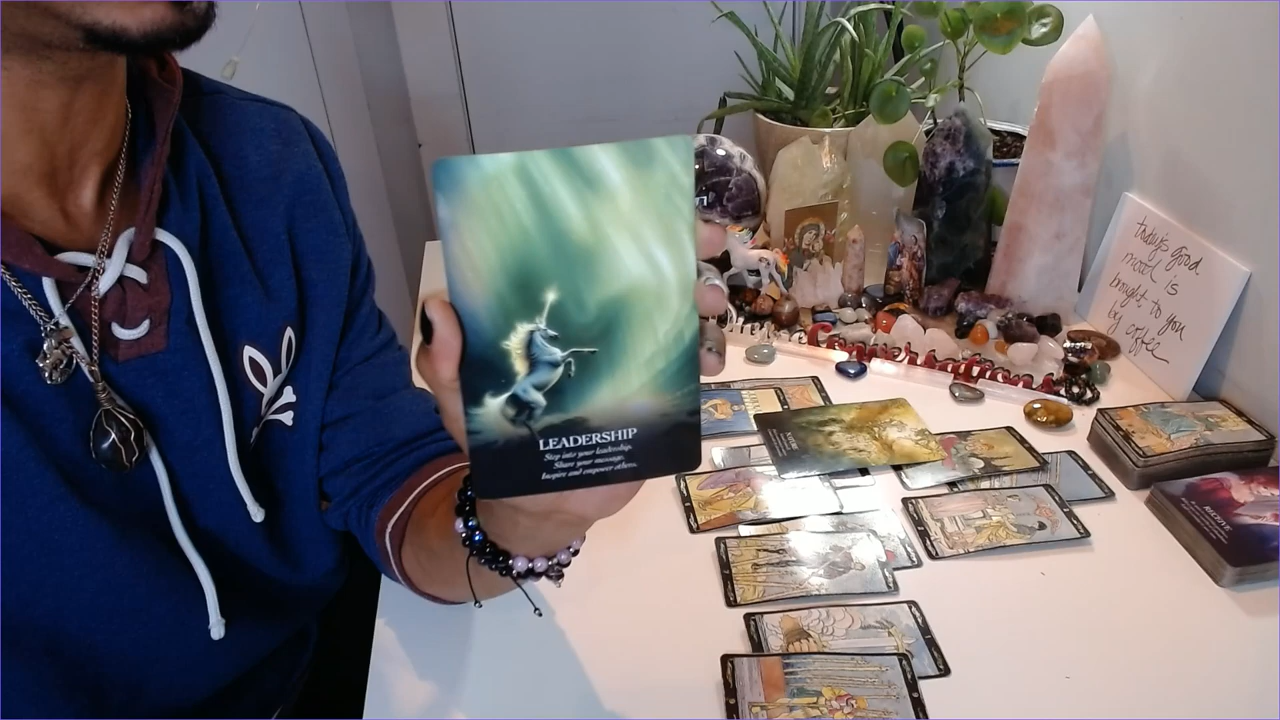 LEADERSHIP
Step into your leadership.
Share your message.
Inspire and empower others.
today's good
mood is
brought to you
by coffee
RECEIVE